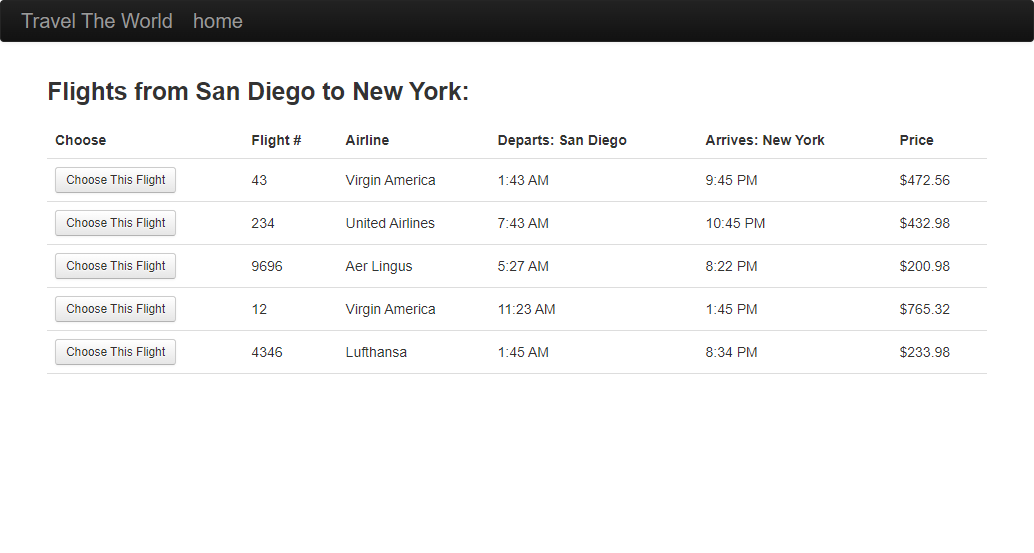 Travel The World home
Flights from San Diego to New York:
Choose Flight # Airline Departs: San Diego Arrives: New York Price
Choose This Flight 43 Virgin America 1:43 AM 9:45 PM $472.56
Choose This Flight 234 United Airlines 7:43 AM 10:45 PM $432.98
Choose This Flight 9696 Aer Lingus 5:27 AM 8:22 PM $200.98
Choose This Flight 12 Virgin America 11:23 AM 1:45 PM $765.32
Choose This Flight 4346 Lufthansa 1:45 AM 8:34 PM $233.98